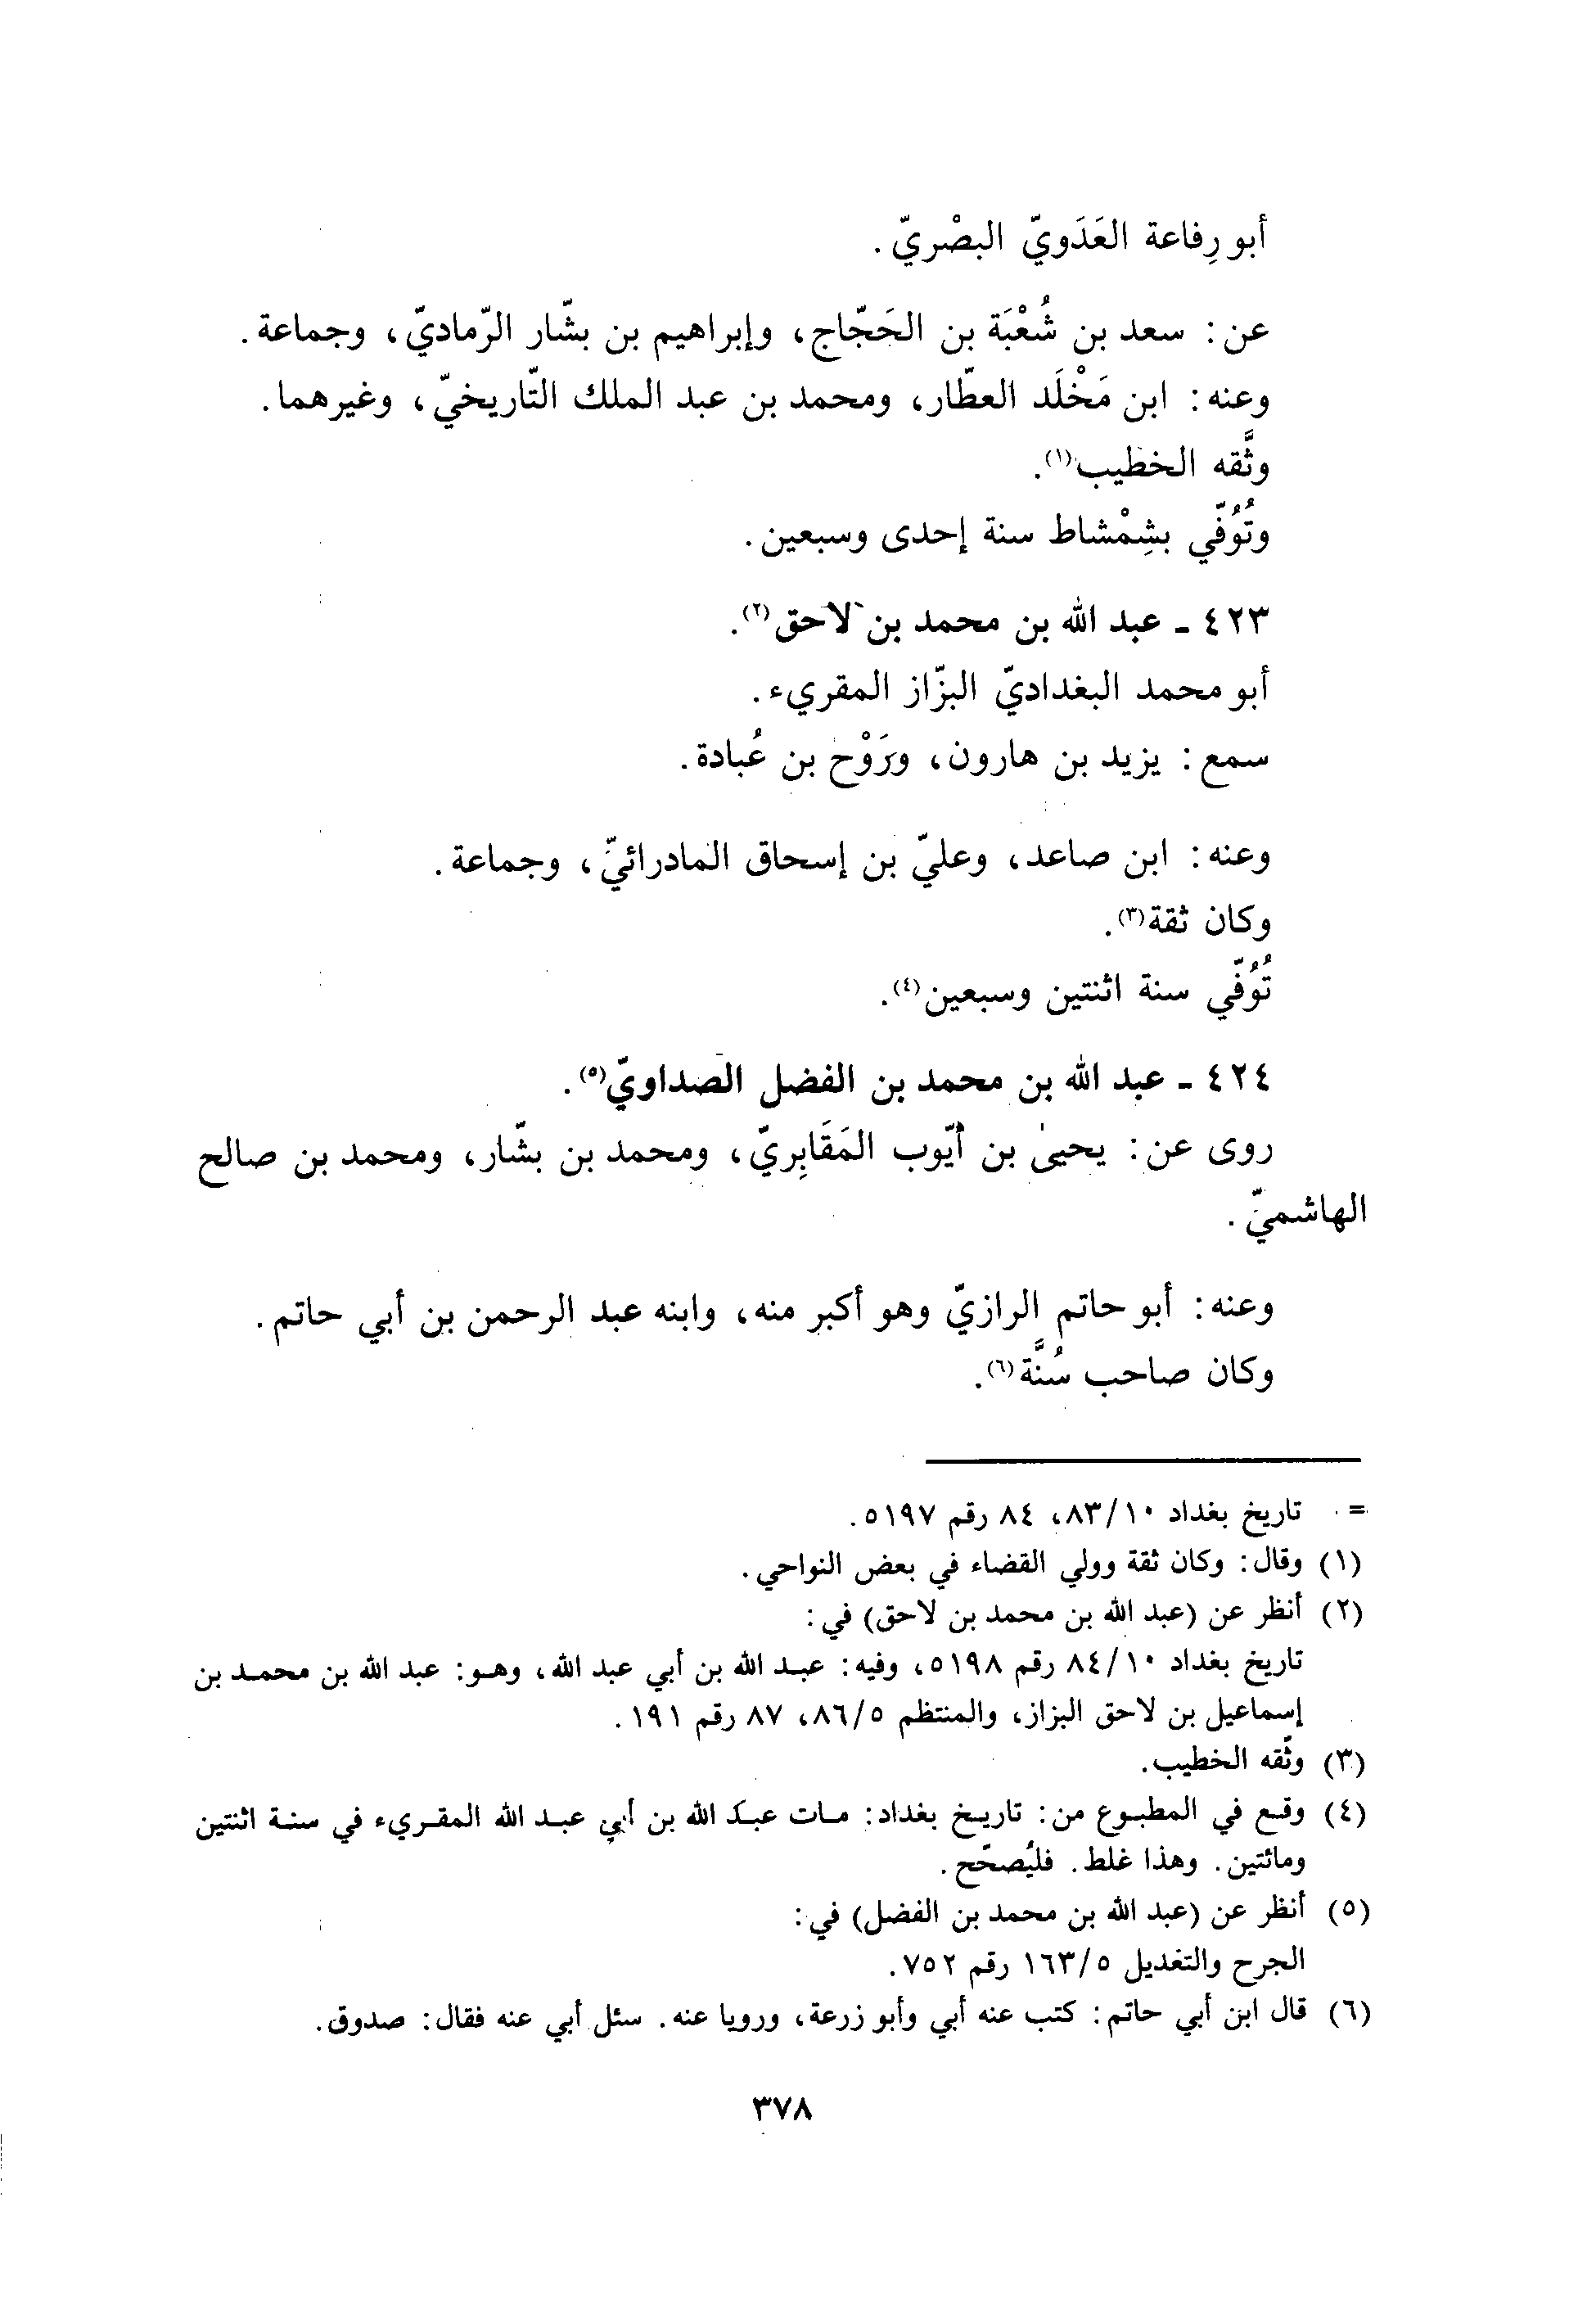 أبو رِفاعة العَدَويّ البصْريّ.
عن: سعد بن شُعْبَة بن الحَجّاج، وإبراهيم بن بشّار الرّماديّ، وجماعة.
وعنه: ابن مَخْلَد العطّار، ومحمد بن عبد الملك التّاريخيّ، وغيرهما.
وثَّقه الخطيب(١).
وتُوُفّي بشِمْشاط سنة إحدى وسبعين.
٤٢٣ ـ عبد الله بن محمد بن لاحق(٢).
أبو محمد البغداديّ البزّاز المقريء.
سمع: يزيد بن هارون، ورَوْح بن عُبادة.
وعنه: ابن صاعد، وعليّ بن إسحاق المادرائيّ، وجماعة.
وكان ثقة(٣).
تُوُفّي سنة اثنتين وسبعين(٤).
٤٢٤ ـ عبد الله بن محمد بن الفضل الصداويّ(٥).
روى عن: يحيىٰ بن أيّوب المَقَابِريّ، ومحمد بن بشّار، ومحمد بن صالح
الهاشميّ.
وعنه: أبو حاتم الرازيّ وهو أكبر منه، وابنه عبد الرحمن بن أبي حاتم.
وكان صاحب سُنَّة(٦).
= تاريخ بغداد ٨٣/١٠، ٨٤ رقم ٥١٩٧.
(١) وقال: وكان ثقة وولي القضاء في بعض النواحي.
(٢) أنظر عن (عبد الله بن محمد بن لاحق) في:
تاريخ بغداد ٨٤/١٠ رقم ٥١٩٨، وفيه: عبد الله بن أبي عبد الله، وهو: عبد الله بن محمد بن
إسماعيل بن لاحق البزاز، والمنتظم ٨٦/٥، ٨٧ رقم ١٩١.
(٣) وثّقه الخطيب.
(٤) وقع في المطبوع من: تاريخ بغداد: مات عبد الله بن أبي عبد الله المقريء في سنة اثنتين
ومائتين. وهذا غلط. فليُصحّح.
(٥) أنظر عن (عبد الله بن محمد بن الفضل) في:
الجرح والتعديل ١٦٣/٥ رقم ٧٥٢.
(٦) قال ابن أبي حاتم: كتب عنه أبي وأبو زرعة، ورويا عنه. سئل أبي عنه فقال: صدوق.
٣٧٨